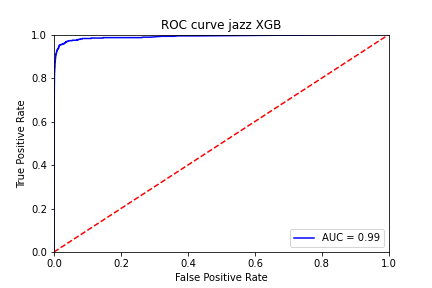 ROC curve jazz XGB
1.0
0.8
0.6
0.4
0.2
0.0
True Positive Rate
AUC = 0.99
0.0 0.2 0.4 0.6 0.8 1.0
False Positive Rate